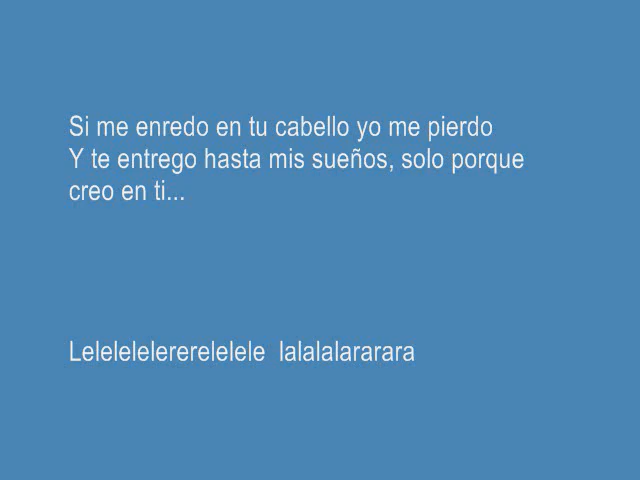 Si me enredo en tu cabello yo me pierdo
Y te entrego hasta mis sueños, solo porque
creo en ti...
Lelelelelererelelele  lalalalararara